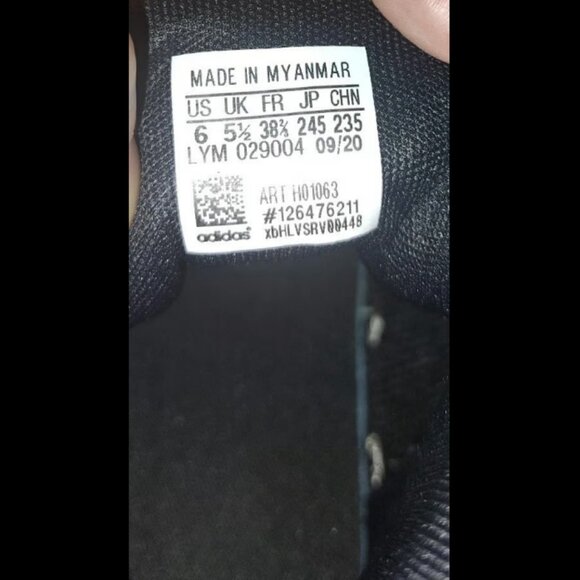 MADE IN MYANMAR
US UK FR JP CHN
6 5½ 38⅔ 245 235
LYM 029004 09/20
ART H01063
#126476211
adidas® xbHLVSRV00448